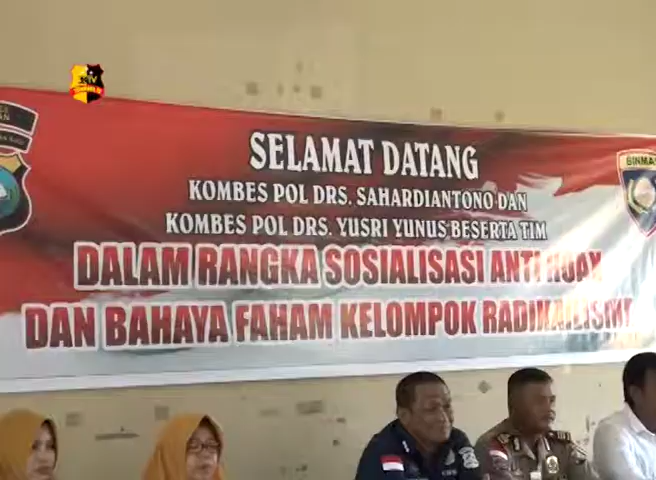 SELAMAT DATANG
KOMBES POL DRS. SAHARDIANTONO DAN
KOMBES POL DRS. YUSRI YUNUS BESERTA TIM
DALAM RANGKA SOSIALISASI ANTI HOAX
DAN BAHAYA FAHAM KELOMPOK RADIKALISME
BINMAS